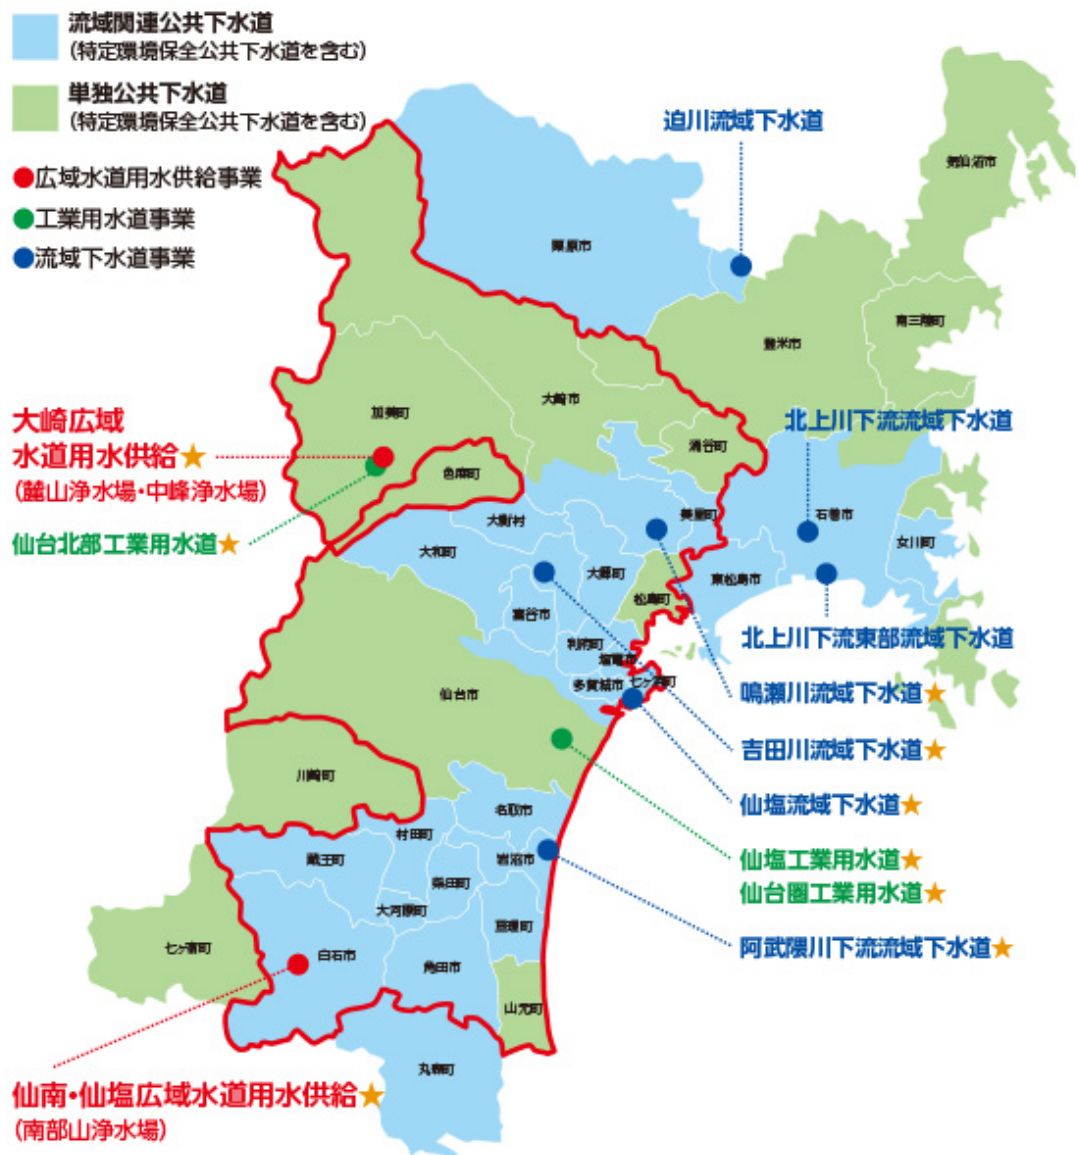 流域関連公共下水道
(特定環境保全公共下水道を含む)
単独公共下水道
(特定環境保全公共下水道を含む)
●広域水道用水供給事業
●工業用水道事業
●流域下水道事業
迫川流域下水道
気仙沼市
栗原市
南三陸町
登米市
大崎市
加美町
北上川下流流域下水道
大崎広域
水道用水供給★
(麓山浄水場・中峰浄水場)
涌谷町
色麻町
仙台北部工業用水道★
大衡村
美里町
石巻市
女川町
大和町
大郷町
東松島市
松島町
富谷市
北上川下流東部流域下水道
利府町
塩竈市
七ヶ浜町
多賀城市
仙台市
鳴瀬川流域下水道★
吉田川流域下水道★
川崎町
仙塩流域下水道★
名取市
村田町
仙塩工業用水道★
仙台圏工業用水道★
蔵王町
岩沼市
柴田町
大河原町
亘理町
七ヶ宿町
白石市
角田市
阿武隈川下流流域下水道★
山元町
丸森町
仙南・仙塩広域水道用水供給★
(南部山浄水場)